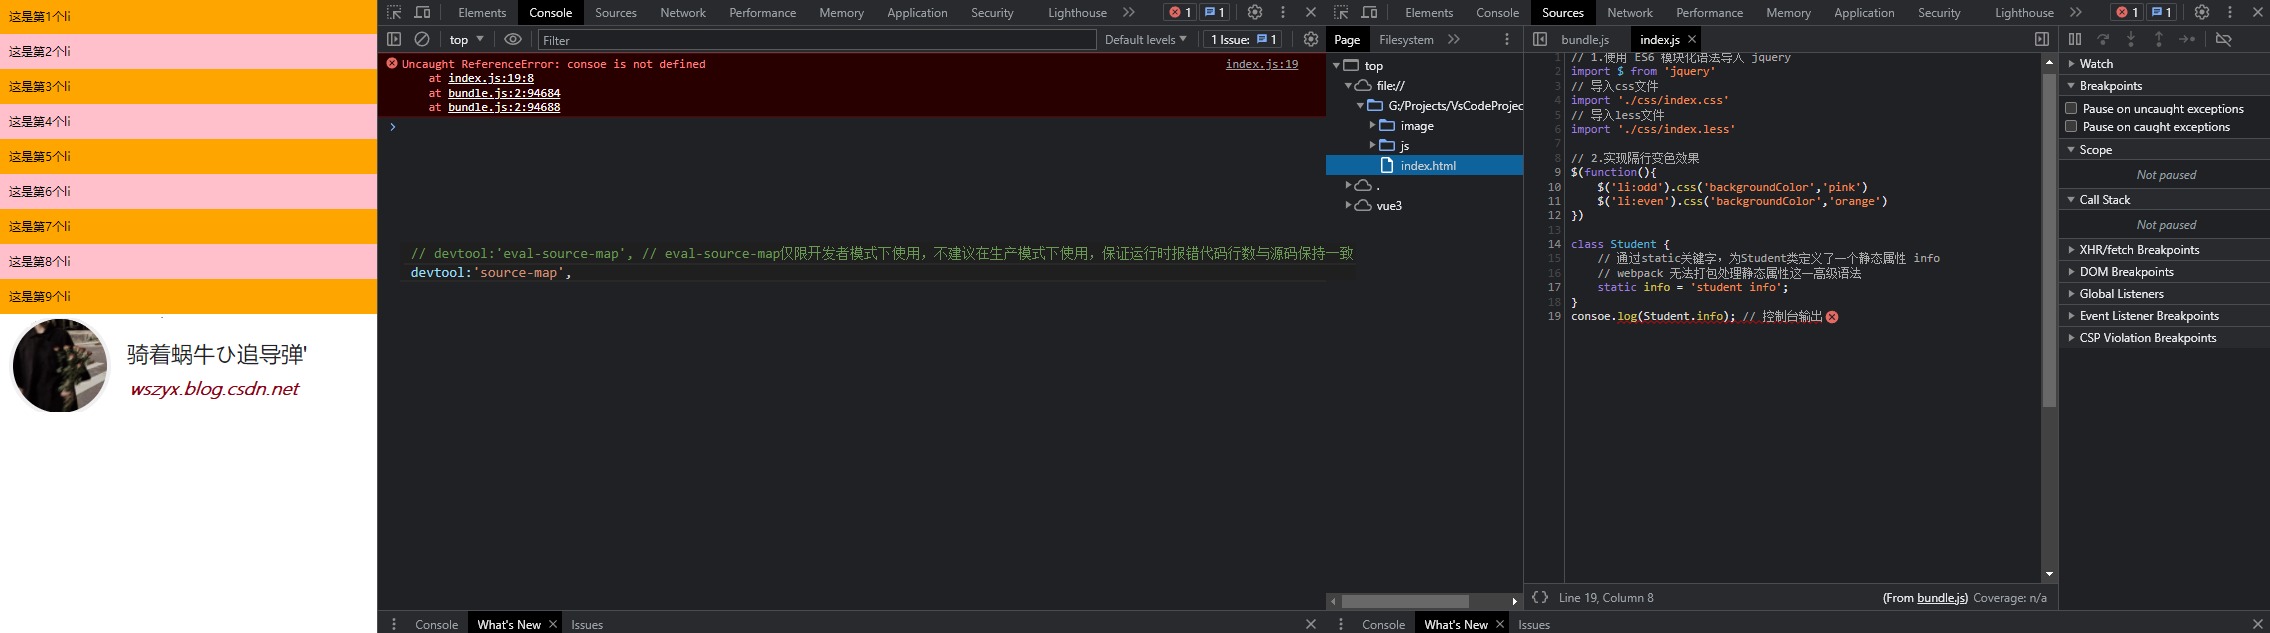 这是第1个li
这是第2个li
这是第3个li
这是第4个li
这是第5个li
这是第6个li
这是第7个li
这是第8个li
这是第9个li
骑着蜗牛ひ追导弹'
wszyx.blog.csdn.net
Elements Console Sources Network Performance Memory Application Security Lighthouse 1 1
top Filter Default levels 1 Issue: 1
Uncaught ReferenceError: consoe is not defined index.js:19
at index.js:19:8
at bundle.js:2:94684
at bundle.js:2:94688
// devtool:'eval-source-map', // eval-source-map仅限开发者模式下使用，不建议在生产模式下使用，保证运行时报错代码行数与源码保持一致
devtool:'source-map',
Console What's New Issues
Elements Console Sources Network Performance Memory Application Security Lighthouse 1 1
Page Filesystem
top
file://
G:/Projects/VsCodeProjec
image
js
index.html
.
vue3
bundle.js index.js
1 // 1.使用 ES6 模块化语法导入 jquery
2 import $ from 'jquery'
3 // 导入css文件
4 import './css/index.css'
5 // 导入less文件
6 import './css/index.less'
7
8 // 2.实现隔行变色效果
9 $(function(){
10 $('li:odd').css('backgroundColor','pink')
11 $('li:even').css('backgroundColor','orange')
12 })
13
14 class Student {
15 // 通过static关键字，为Student类定义了一个静态属性 info
16 // webpack 无法打包处理静态属性这一高级语法
17 static info = 'student info';
18 }
19 consoe.log(Student.info); // 控制台输出
{} Line 19, Column 8 (From bundle.js) Coverage: n/a
Watch
Breakpoints
Pause on uncaught exceptions
Pause on caught exceptions
Scope
Not paused
Call Stack
Not paused
XHR/fetch Breakpoints
DOM Breakpoints
Global Listeners
Event Listener Breakpoints
CSP Violation Breakpoints
Console What's New Issues